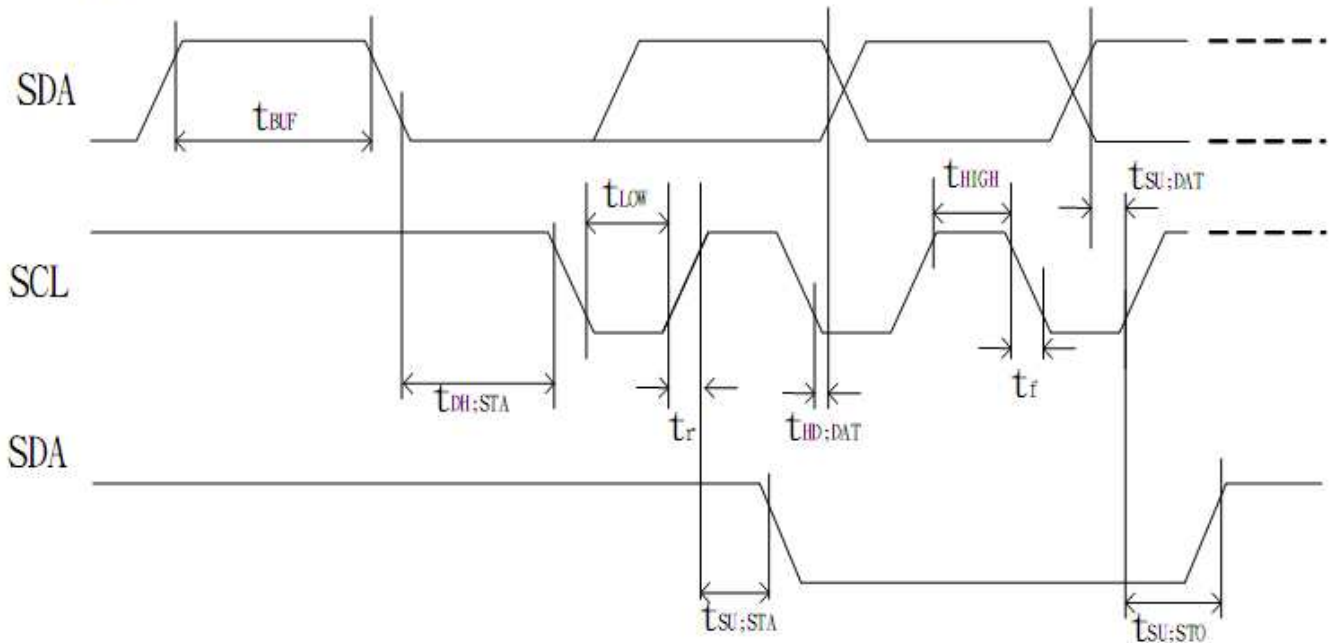 SDA
tBUF
tLOW
tHIGH
tSU;DAT
SCL
tDH;STA
tr
tHD;DAT
tf
SDA
tSU;STA
tSU;STO